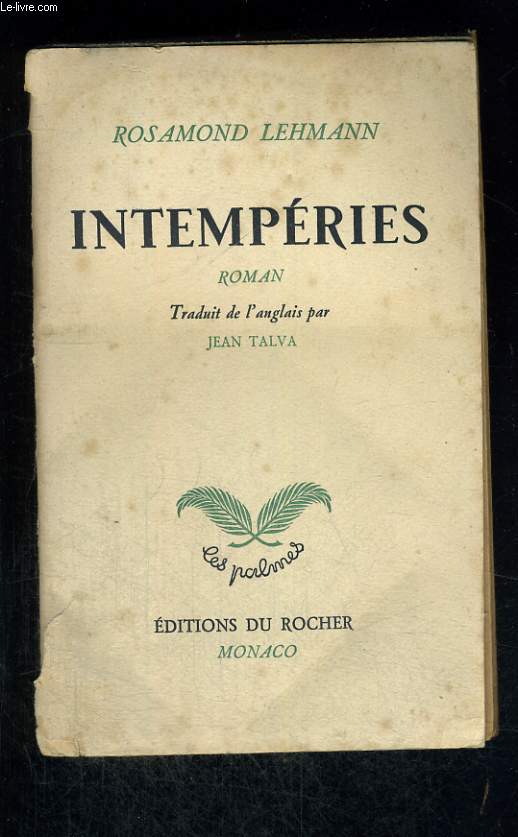 Le-livre.com
ROSAMOND LEHMANN
INTEMPÉRIES
ROMAN
Traduit de l'anglais par
JEAN TALVA
les palmes
ÉDITIONS DU ROCHER
MONACO